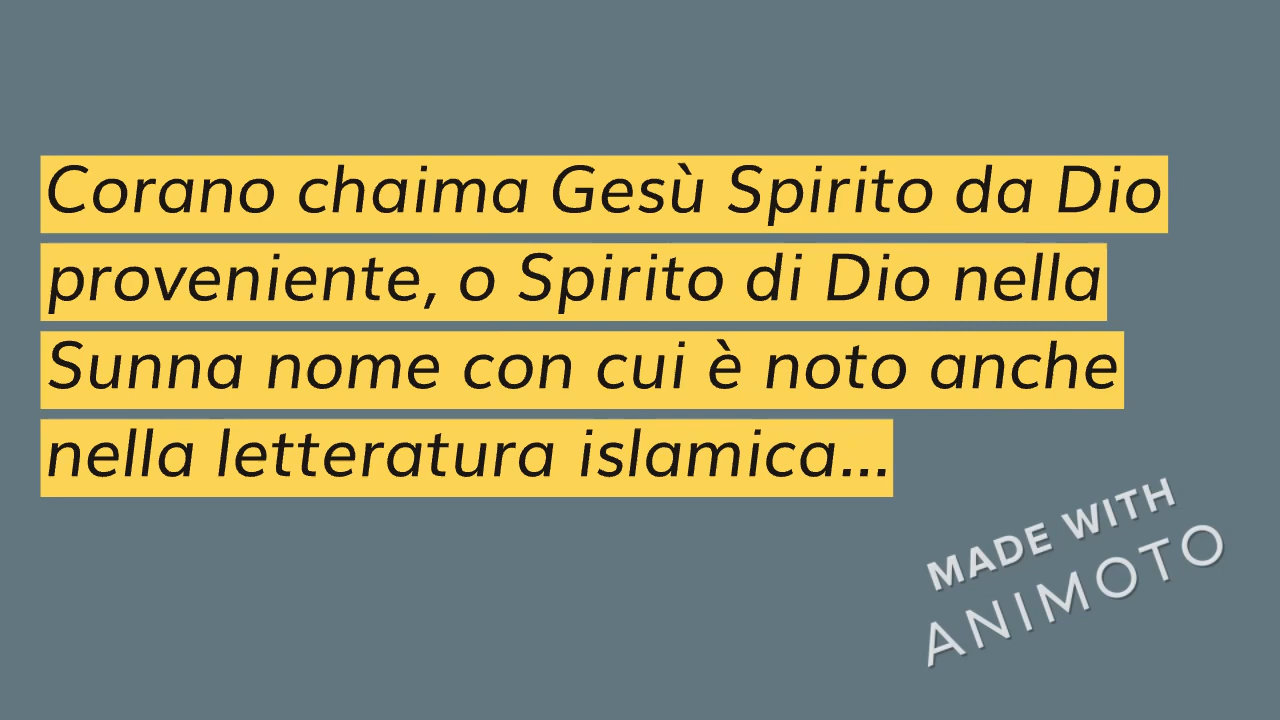 Corano chaima Gesù Spirito da Dio
proveniente, o Spirito di Dio nella
Sunna nome con cui è noto anche
nella letteratura islamica...
MADE WITH
ANIMOTO